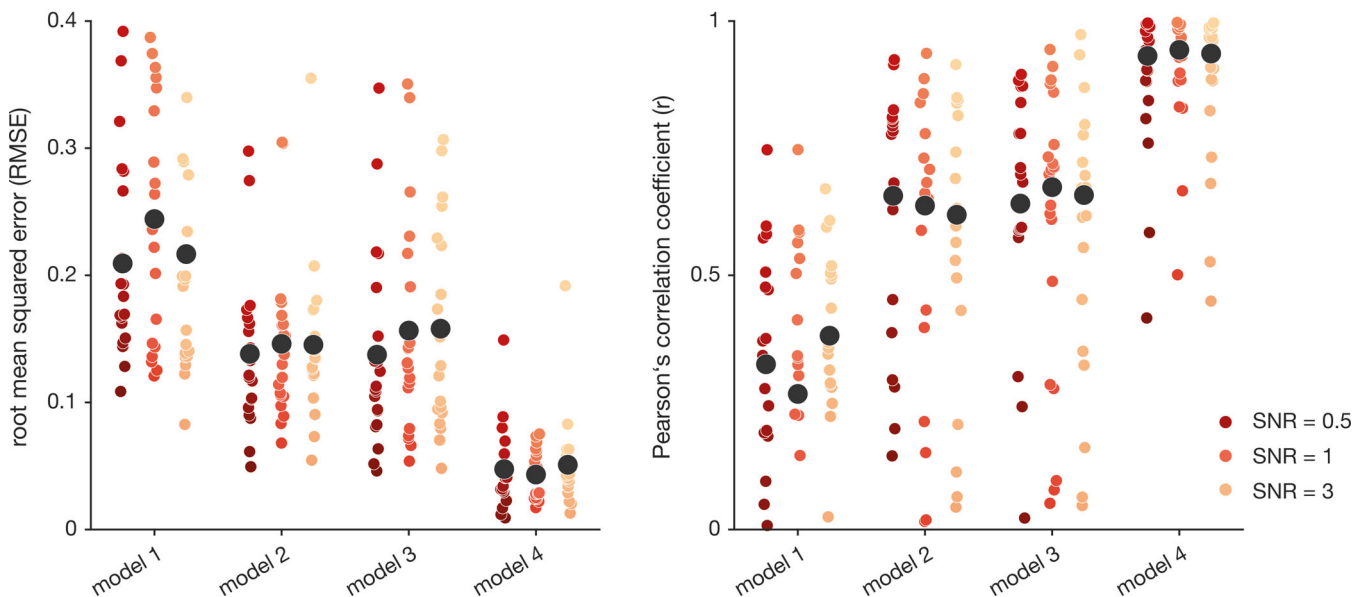 root mean squared error (RMSE)
0.4
0.3
0.2
0.1
0
model 1
model 2
model 3
model 4
Pearson‘s correlation coefficient (r)
1
0.5
0
model 1
model 2
model 3
model 4
SNR = 0.5
SNR = 1
SNR = 3